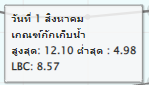 วันที่ 1 สิงหาคม
เกณฑ์กักเก็บน้ำ
สูงสุด: 12.10 ต่ำสุด : 4.98
LBC: 8.57